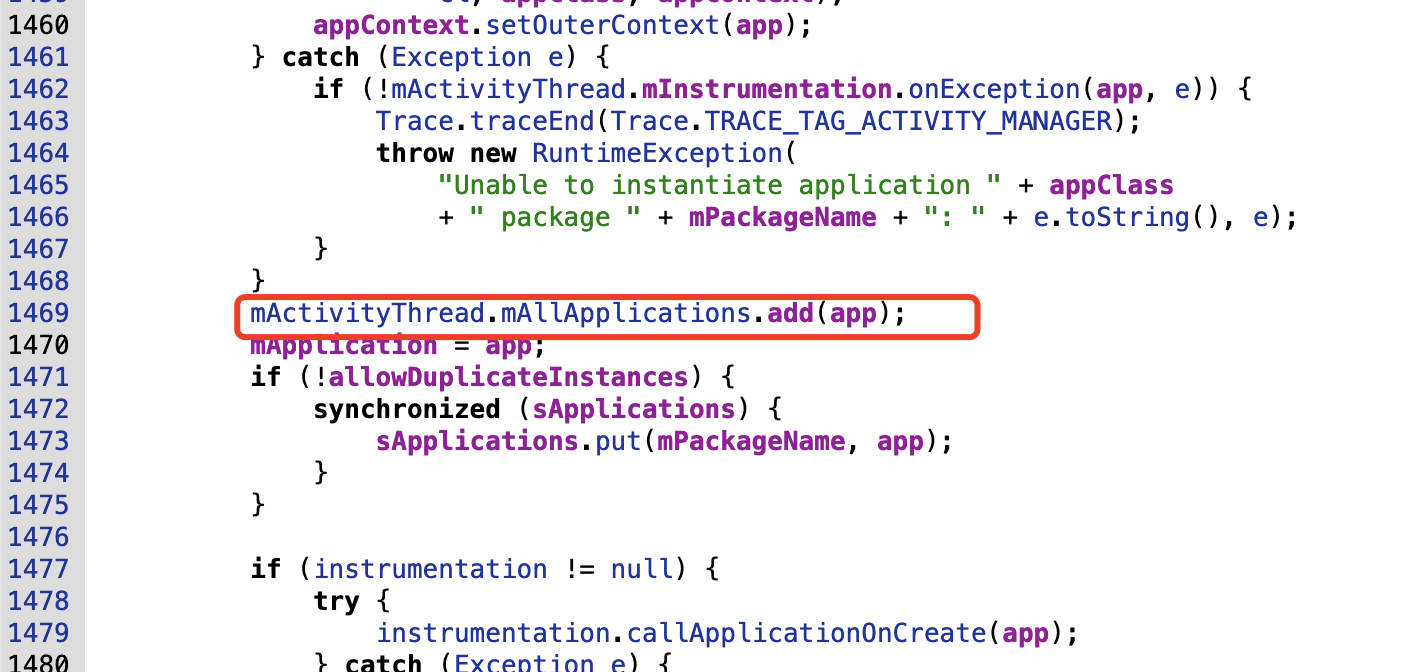 1459 cl, appClass, appContext);
1460 appContext.setOuterContext(app);
1461 } catch (Exception e) {
1462 if (!mActivityThread.mInstrumentation.onException(app, e)) {
1463 Trace.traceEnd(Trace.TRACE_TAG_ACTIVITY_MANAGER);
1464 throw new RuntimeException(
1465 "Unable to instantiate application " + appClass
1466 + " package " + mPackageName + ": " + e.toString(), e);
1467 }
1468 }
1469 mActivityThread.mAllApplications.add(app);
1470 mApplication = app;
1471 if (!allowDuplicateInstances) {
1472 synchronized (sApplications) {
1473 sApplications.put(mPackageName, app);
1474 }
1475 }
1476
1477 if (instrumentation != null) {
1478 try {
1479 instrumentation.callApplicationOnCreate(app);
1480 } catch (Exception e) {